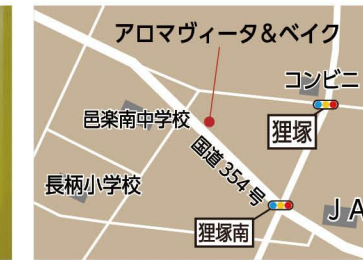 アロマヴィータ&ベイク
コンビニ
邑楽南中学校
狸塚
国道354号
長柄小学校
狸塚南
JA